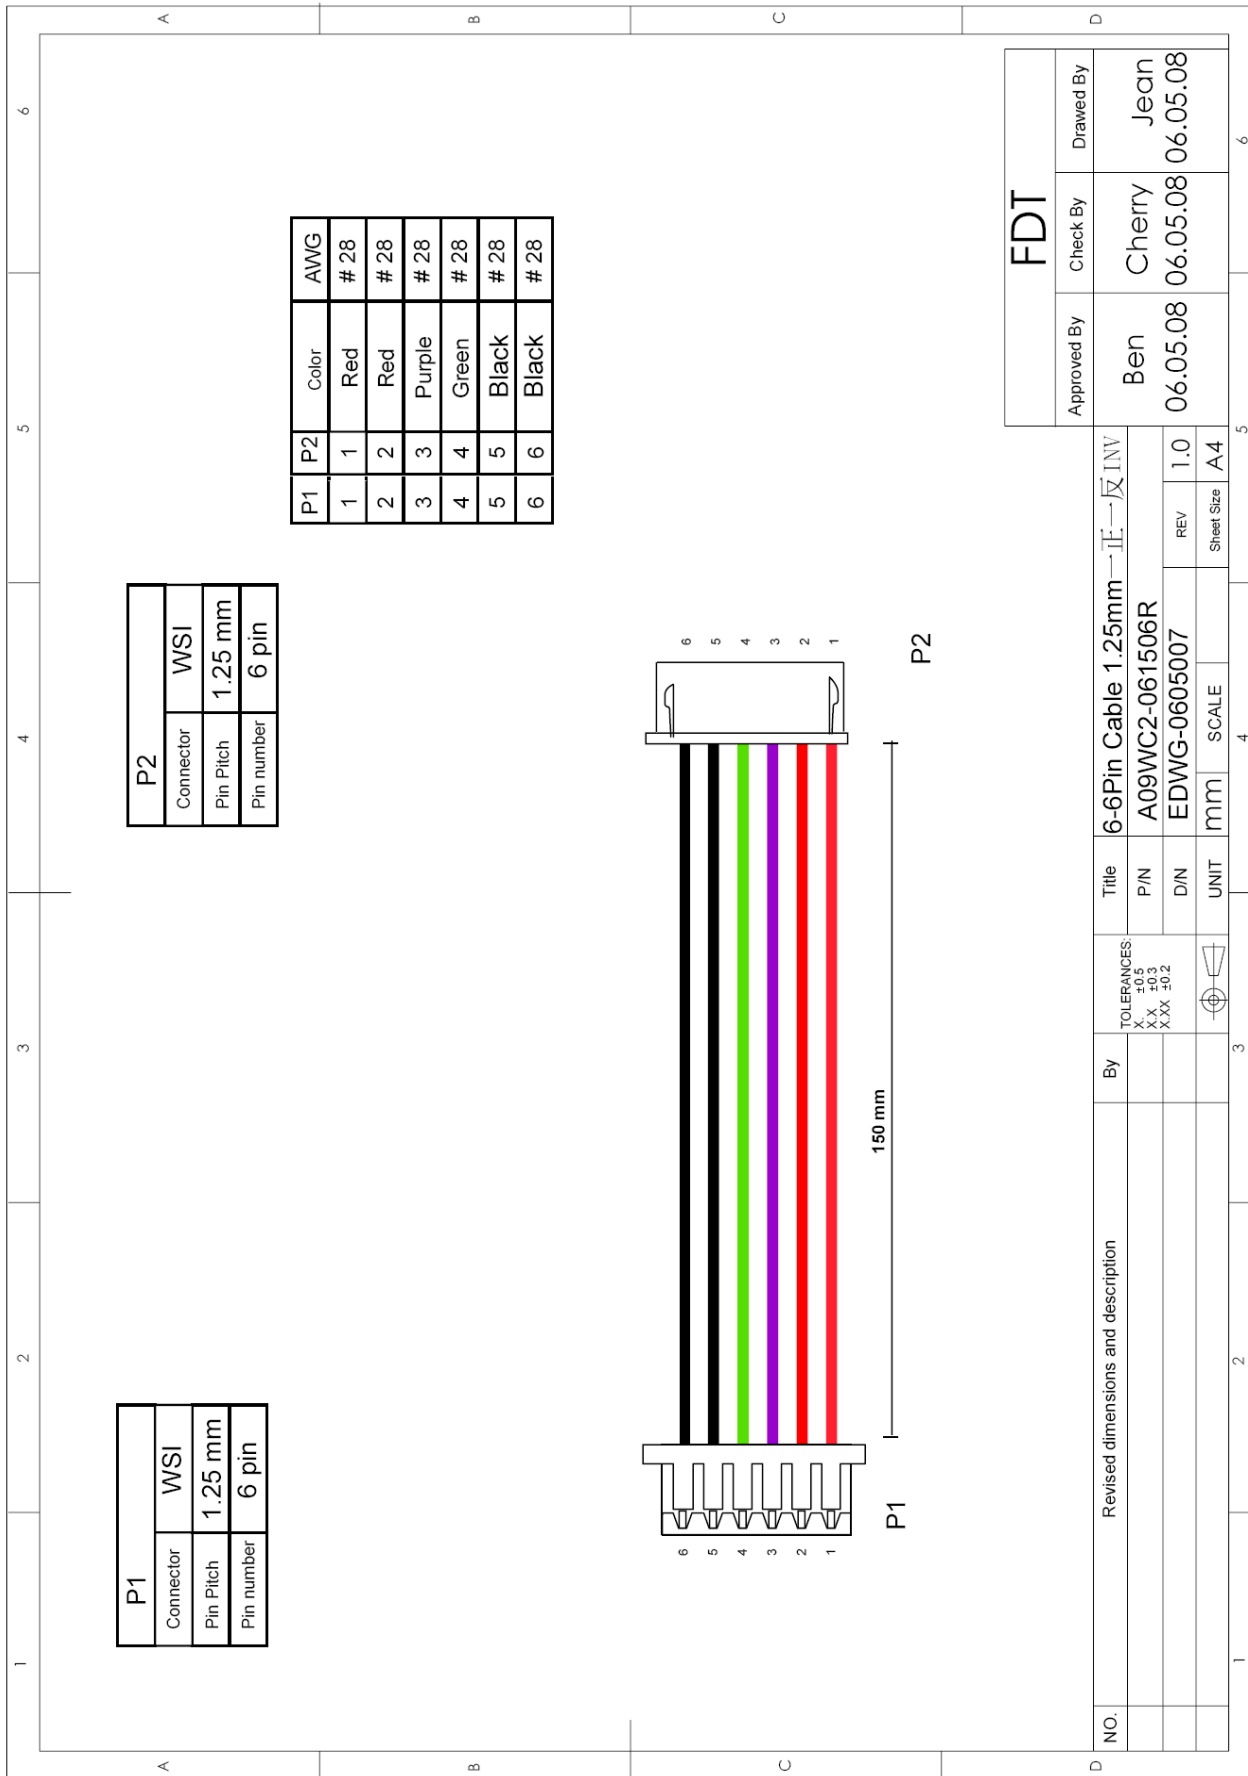 1 2 3 4 5 6
A
B
C
D
P1
Connector WSI
Pin Pitch 1.25 mm
Pin number 6 pin
P2
Connector WSI
Pin Pitch 1.25 mm
Pin number 6 pin
P1 P2 Color AWG
1 1 Red # 28
2 2 Red # 28
3 3 Purple # 28
4 4 Green # 28
5 5 Black # 28
6 6 Black # 28
6 6
5 5
4 4
3 3
2 2
1 1
P1
P2
150 mm
FDT
Approved By Check By Drawed By
Ben Cherry Jean
06.05.08 06.05.08 06.05.08
NO. Revised dimensions and description By
TOLERANCES:
X. ±0.5
X.X ±0.3
X.XX ±0.2
Title 6-6Pin Cable 1.25mm一正一反INV
P/N A09WC2-061506R
D/N EDWG-0605007 REV 1.0
UNIT mm SCALE Sheet Size A4
A
B
C
D
1 2 3 4 5 6